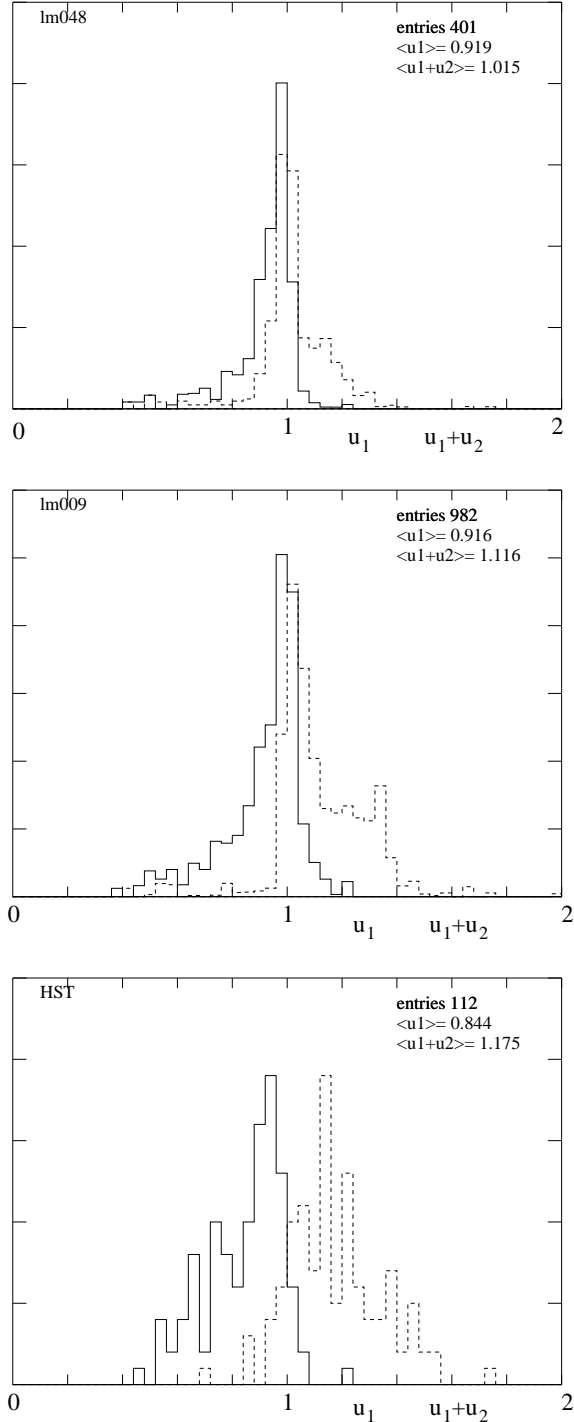 lm048
entries 401
<u1>= 0.919
<u1+u2>= 1.015
0 1 u₁ u₁+u₂ 2
lm009
entries 982
<u1>= 0.916
<u1+u2>= 1.116
0 1 u₁ u₁+u₂ 2
HST
entries 112
<u1>= 0.844
<u1+u2>= 1.175
0 1 u₁ u₁+u₂ 2